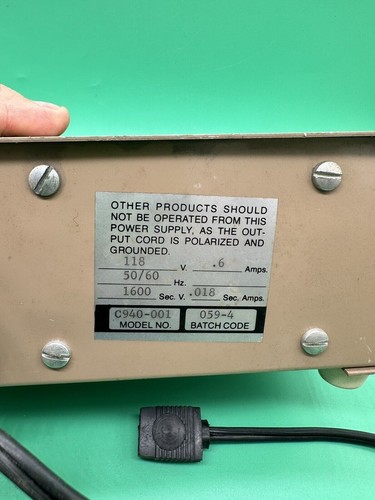 OTHER PRODUCTS SHOULD
NOT BE OPERATED FROM THIS
POWER SUPPLY, AS THE OUT-
PUT CORD IS POLARIZED AND
GROUNDED.
118 V. .6 Amps.
50/60 Hz.
1600 Sec. V. .018 Sec. Amps.
C940-001 059-4
MODEL NO. BATCH CODE